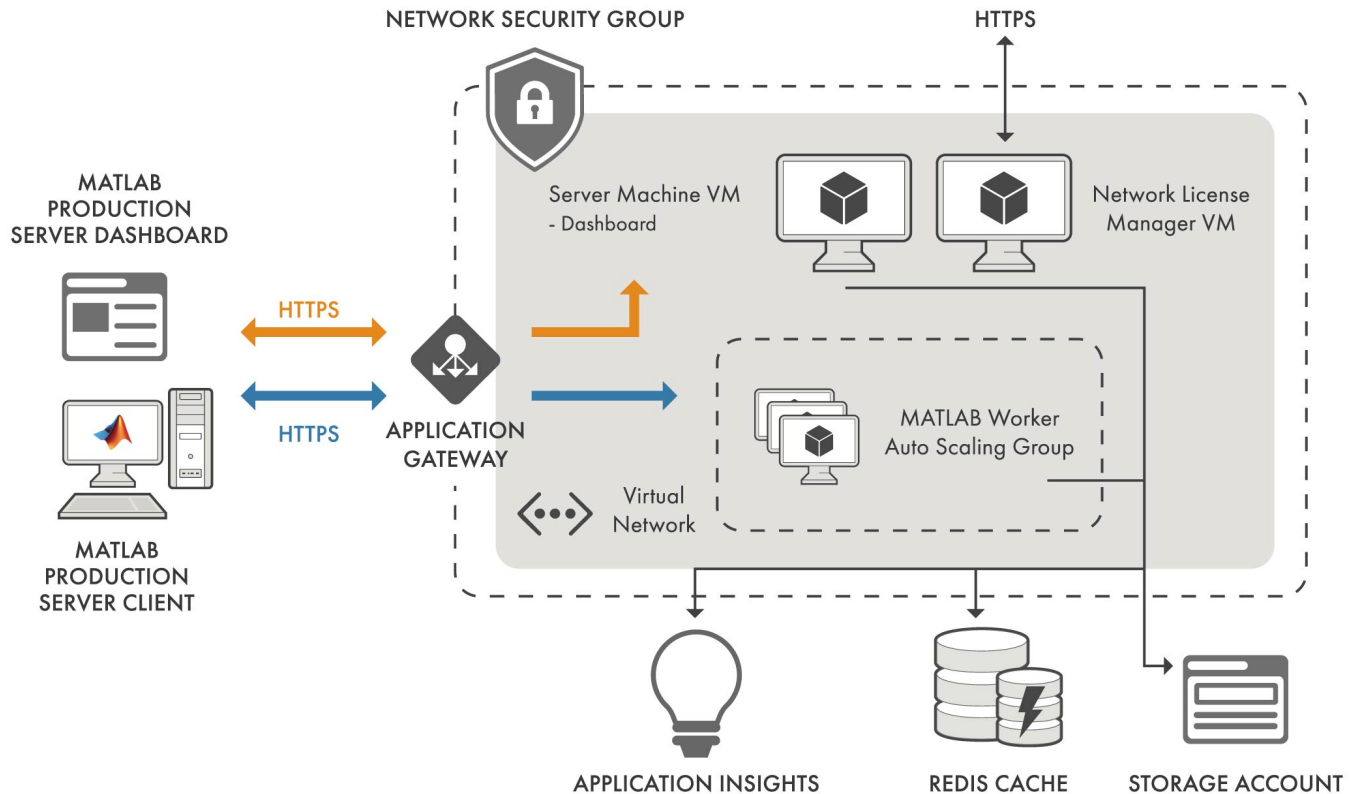 NETWORK SECURITY GROUP
HTTPS
MATLAB
PRODUCTION
SERVER DASHBOARD
Server Machine VM
- Dashboard
Network License
Manager VM
HTTPS
HTTPS
APPLICATION
GATEWAY
MATLAB Worker
Auto Scaling Group
Virtual
Network
MATLAB
PRODUCTION
SERVER CLIENT
APPLICATION INSIGHTS
REDIS CACHE
STORAGE ACCOUNT